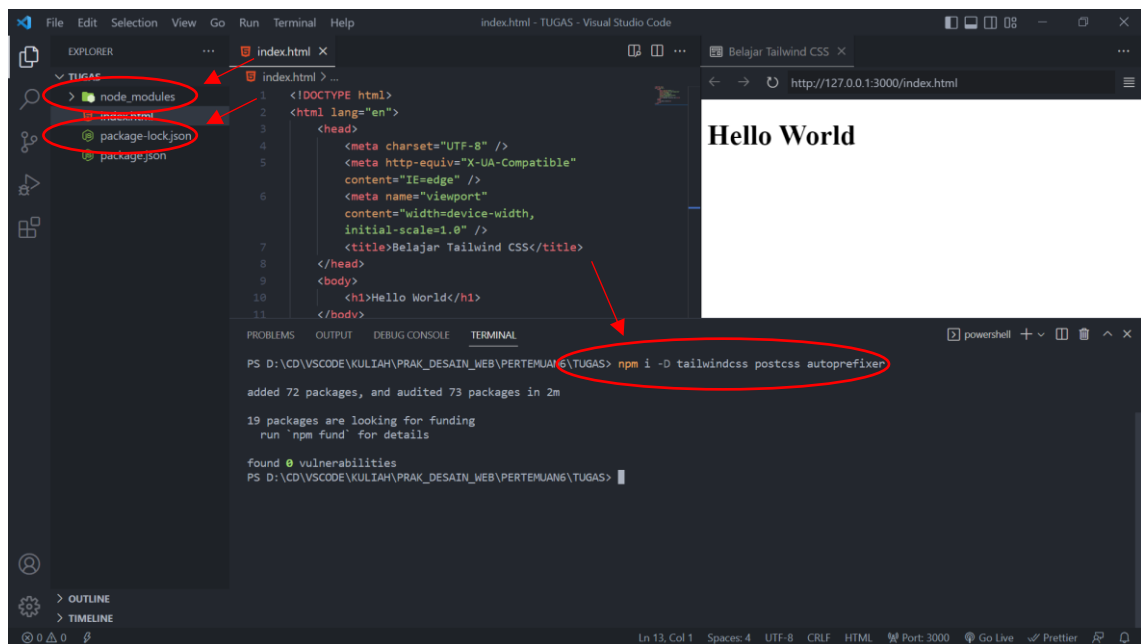 File Edit Selection View Go Run Terminal Help index.html - TUGAS - Visual Studio Code
EXPLORER
TUGAS
node_modules
index.html
package-lock.json
package.json
OUTLINE
TIMELINE
index.html
index.html > ...
1 <!DOCTYPE html>
2 <html lang="en">
3 <head>
4 <meta charset="UTF-8" />
5 <meta http-equiv="X-UA-Compatible"
content="IE=edge" />
6 <meta name="viewport"
content="width=device-width,
initial-scale=1.0" />
7 <title>Belajar Tailwind CSS</title>
8 </head>
9 <body>
10 <h1>Hello World</h1>
11 </body>
Belajar Tailwind CSS
http://127.0.0.1:3000/index.html
Hello World
PROBLEMS OUTPUT DEBUG CONSOLE TERMINAL powershell
PS D:\CD\VSCODE\KULIAH\PRAK_DESAIN_WEB\PERTEMUAN6\TUGAS> npm i -D tailwindcss postcss autoprefixer
added 72 packages, and audited 73 packages in 2m
19 packages are looking for funding
run `npm fund` for details
found 0 vulnerabilities
PS D:\CD\VSCODE\KULIAH\PRAK_DESAIN_WEB\PERTEMUAN6\TUGAS>
0 0 Ln 13, Col 1 Spaces: 4 UTF-8 CRLF HTML Port: 3000 Go Live Prettier